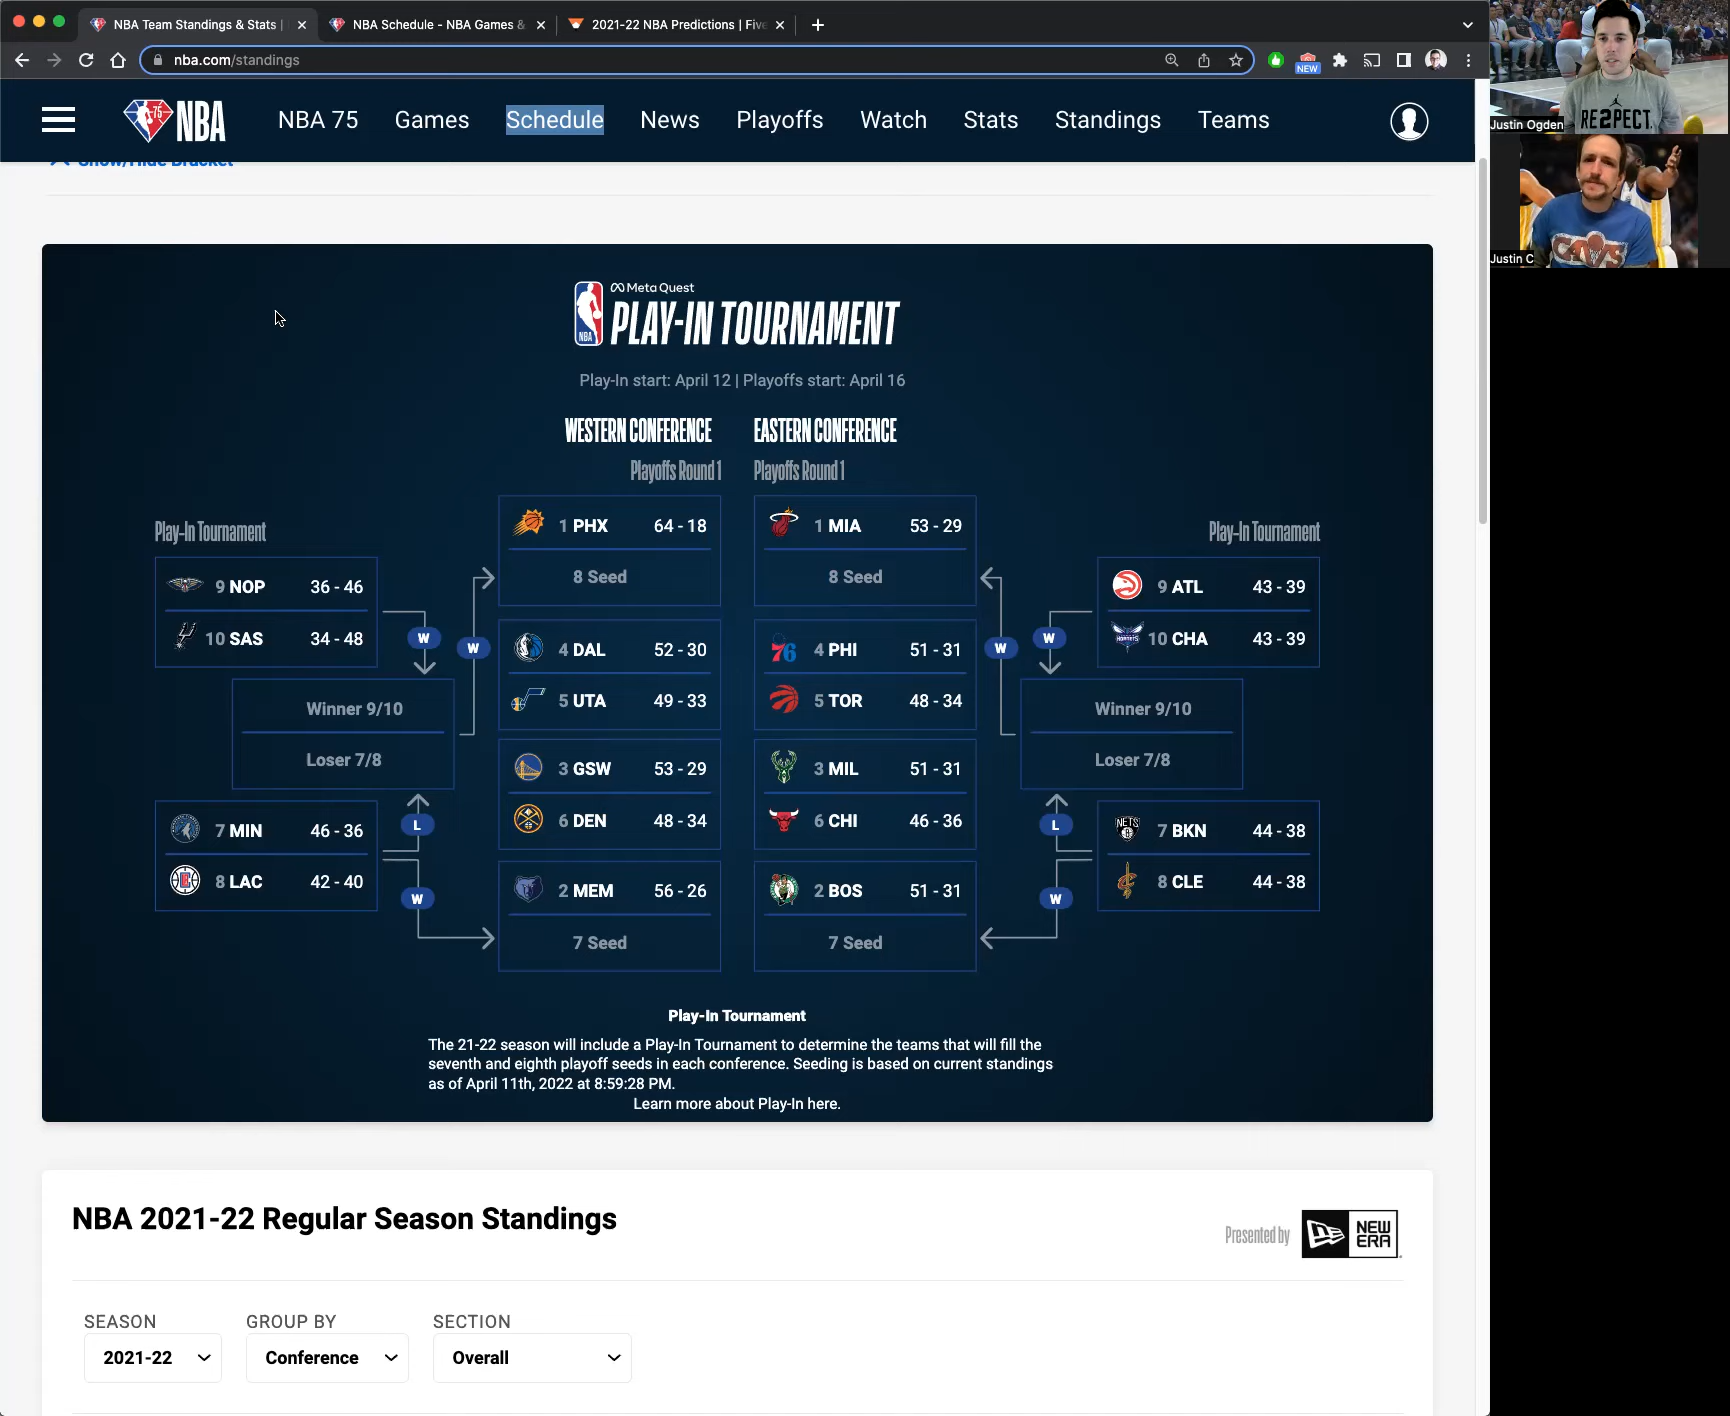 NBA Team Standings & Stats |
NBA Schedule - NBA Games &
2021-22 NBA Predictions | Five
nba.com/standings
NEW
NBA 75
Games
Schedule
News
Playoffs
Watch
Stats
Standings
Teams
75 NBA
Show/Hide Bracket
Justin Ogden
RE2PECT
Justin C
CAVS
NBA
Meta Quest
PLAY-IN TOURNAMENT
Play-In start: April 12 | Playoffs start: April 16
WESTERN CONFERENCE
EASTERN CONFERENCE
Playoffs Round 1
Playoffs Round 1
Play-In Tournament
Play-In Tournament
9 NOP 36 - 46
10 SAS 34 - 48
W
Winner 9/10
Loser 7/8
L
7 MIN 46 - 36
8 LAC 42 - 40
W
W
1 PHX 64 - 18
8 Seed
4 DAL 52 - 30
5 UTA 49 - 33
3 GSW 53 - 29
6 DEN 48 - 34
2 MEM 56 - 26
7 Seed
1 MIA 53 - 29
8 Seed
76
4 PHI 51 - 31
5 TOR 48 - 34
3 MIL 51 - 31
6 CHI 46 - 36
2 BOS 51 - 31
7 Seed
W
W
9 ATL 43 - 39
10 CHA 43 - 39
Winner 9/10
Loser 7/8
L
NETS
7 BKN 44 - 38
8 CLE 44 - 38
W
Play-In Tournament
The 21-22 season will include a Play-In Tournament to determine the teams that will fill the
seventh and eighth playoff seeds in each conference. Seeding is based on current standings
as of April 11th, 2022 at 8:59:28 PM.
Learn more about Play-In here.
NBA 2021-22 Regular Season Standings
Presented by
NEW
ERA
SEASON
GROUP BY
SECTION
2021-22
Conference
Overall